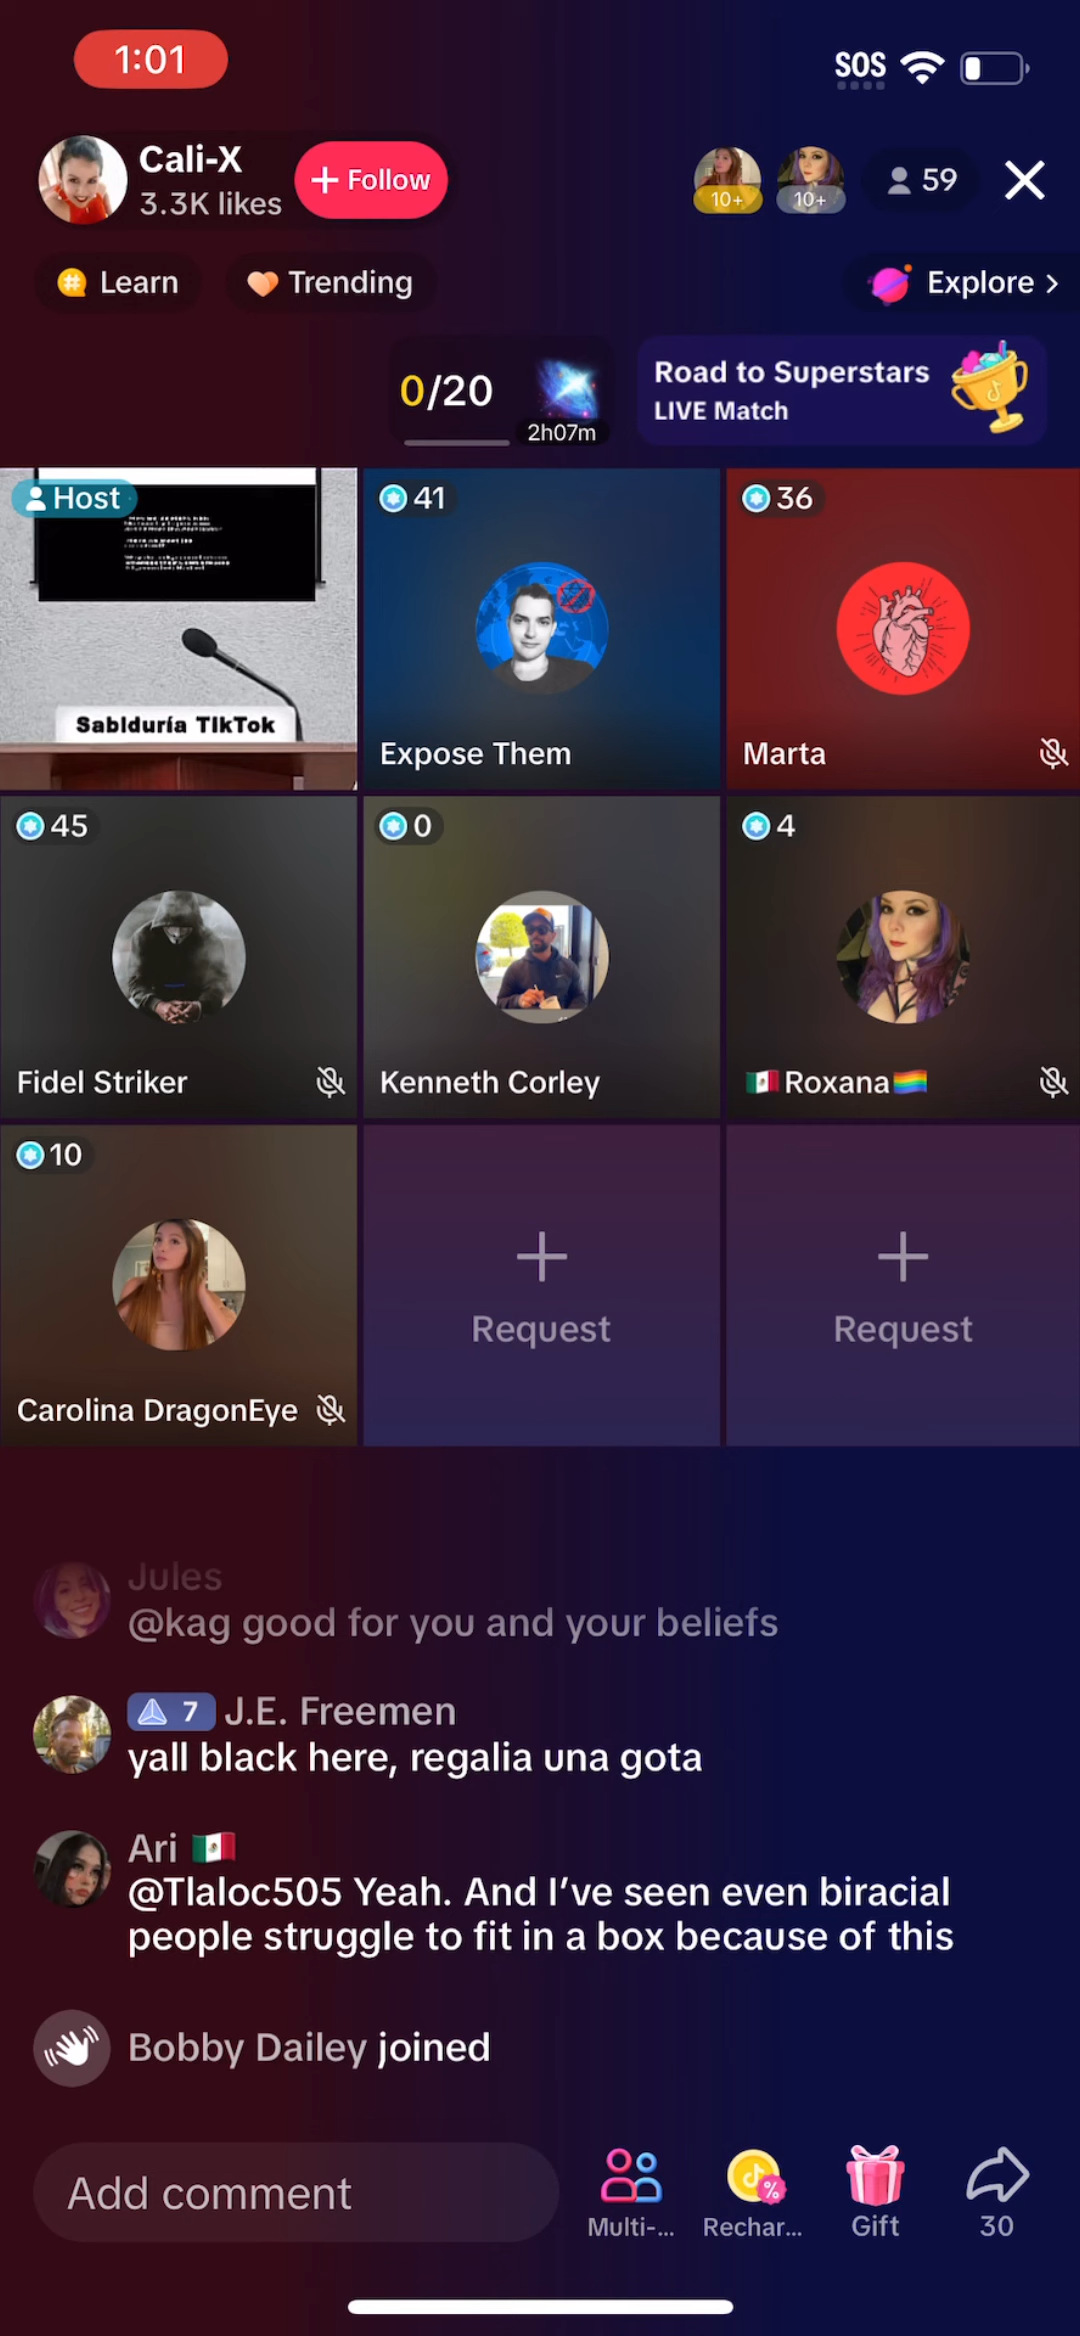 1:01
SOS
Cali-X
3.3K likes
+ Follow
10+
10+
59
Learn
Trending
Explore >
0/20
2h07m
Road to Superstars
LIVE Match
Host
Sabiduría TikTok
41
Expose Them
36
Marta
45
Fidel Striker
0
Kenneth Corley
4
🇲🇽Roxana🏳️‍🌈
10
Carolina DragonEye
Request
Request
Jules
@kag good for you and your beliefs
7 J.E. Freemen
yall black here, regalia una gota
Ari 🇲🇽
@Tlaloc505 Yeah. And I’ve seen even biracial
people struggle to fit in a box because of this
Bobby Dailey joined
Add comment
Multi-...
Rechar...
Gift
30